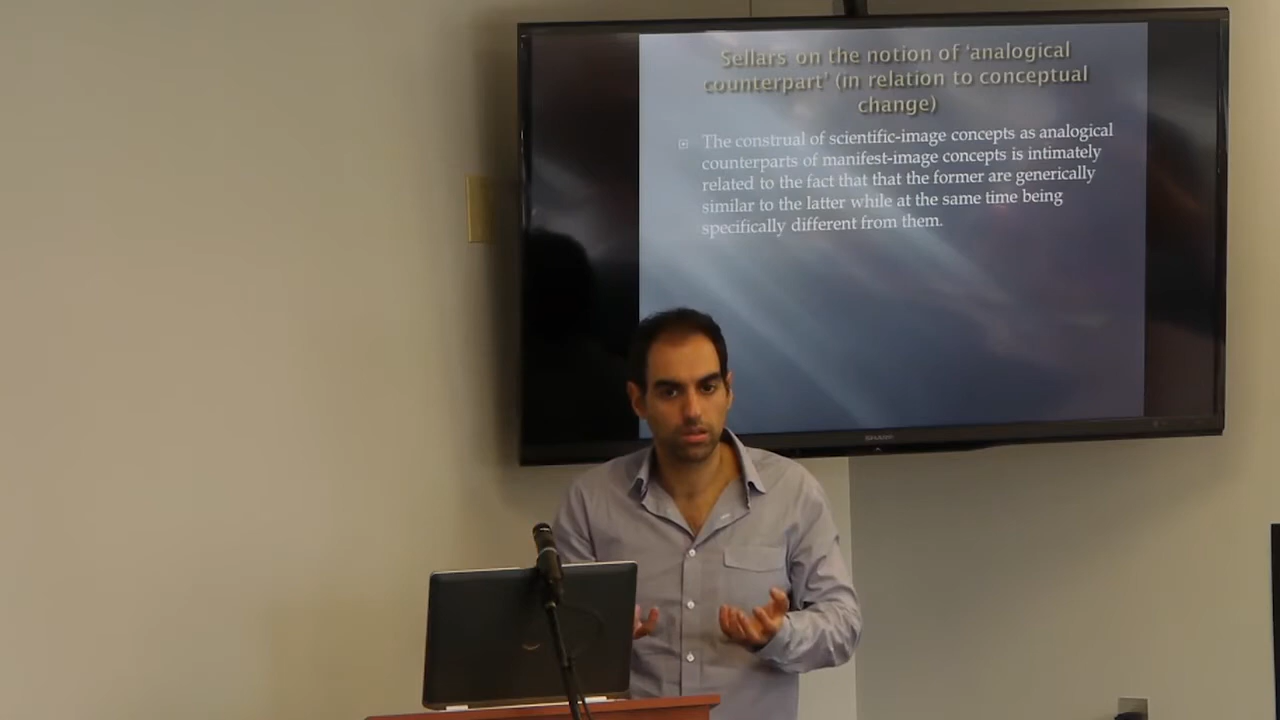 Sellars on the notion of ‘analogical
counterpart’ (in relation to conceptual
change)
The construal of scientific-image concepts as analogical
counterparts of manifest-image concepts is intimately
related to the fact that that the former are generically
similar to the latter while at the same time being
specifically different from them.
SHARP